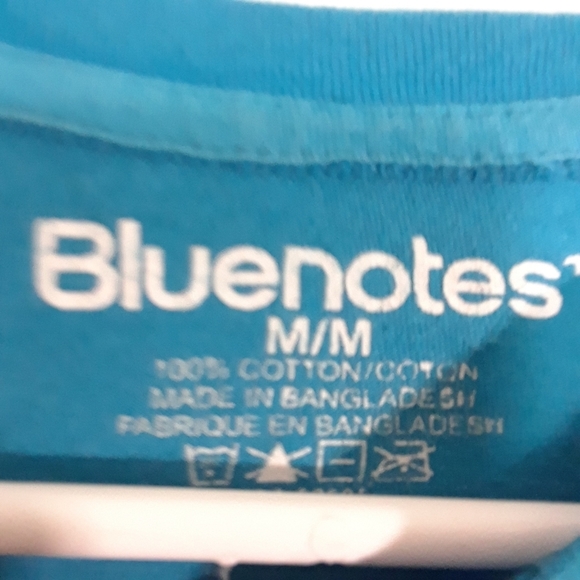 Bluenotes
M/M
100% COTTON/COTON
MADE IN BANGLADESH
FABRIQUE EN BANGLADESH